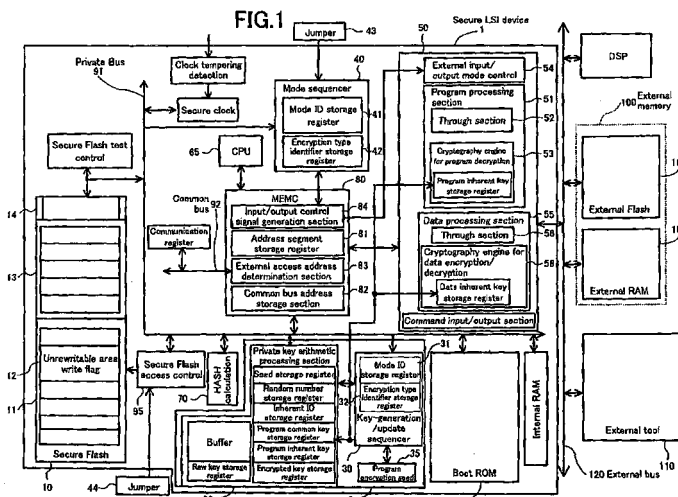 FIG.1
Jumper
43
Secure LSI device
1
Private Bus
91
Clock tempering
detection
Secure clock
Secure Flash test
control
40
Mode sequencer
Mode ID storage
register
41
Encryption type
identifier storage
register
42
65
CPU
80
MEMC
Input/output control
signal generation section
84
Address segment
storage register
81
External access address
determination section
83
Common bus address
storage section
82
Common
bus
92
Communication
register
50
External input/
output mode control
54
Program processing
section
51
Through section
52
Cryptography engine
for program decryption
53
Program inherent key
storage register
Data processing section
55
Through section
56
Cryptography engine for
data encryption/
decryption
Data inherent key
storage register
Command input/output section
DSP
100
External
memory
External Flash
External RAM
External tool
110
120 External bus
14
13
12
11
Unrewritable area
write flag
Secure Flash
10
Secure Flash
access control
95
44
Jumper
HASH
calculation
70
Private key arithmetic
processing section
Seed storage register
Random number
storage register
Inherent ID
storage register
Program common key
storage register
Program inherent key
storage register
Encrypted key storage
register
Buffer
Raw key storage
register
31
Mode ID
storage register
32
Encryption type
identifier storage
register
Key-generation
/update
sequencer
30
35
Program
encryption seed
Boot ROM
Internal RAM